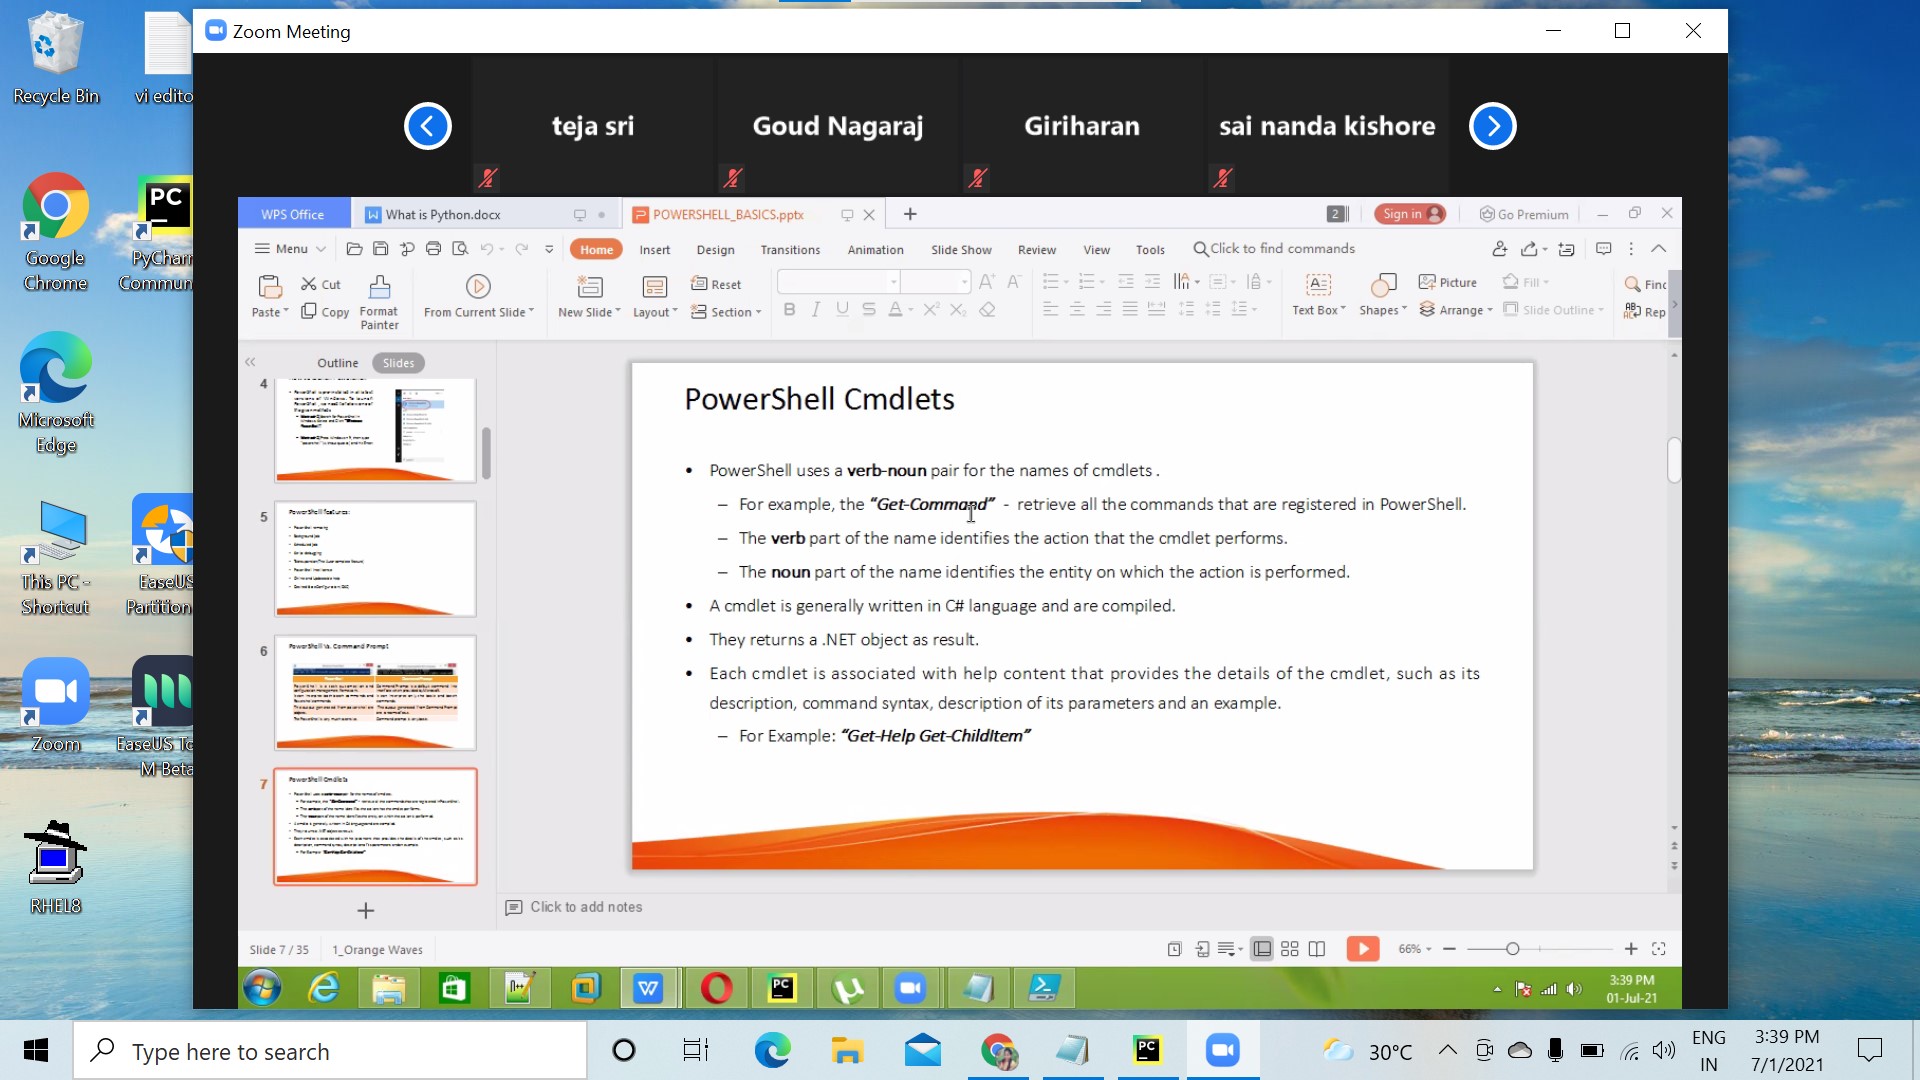 Recycle Bin
vi edito
Google
Chrome
PC
PyCharm
Commun
Microsoft
Edge
This PC -
Shortcut
EaseUS
Partition
Zoom
EaseUS To
M Beta
RHEL8
Zoom Meeting
teja sri
Goud Nagaraj
Giriharan
sai nanda kishore
WPS Office
What is Python.docx
POWERSHELL_BASICS.pptx
2
Sign in
Go Premium
Menu
Home
Insert
Design
Transitions
Animation
Slide Show
Review
View
Tools
Click to find commands
Paste
Cut
Copy
Format
Painter
From Current Slide
New Slide
Layout
Reset
Section
Text Box
Shapes
Picture
Arrange
Fill
Slide Outline
Find
Rep
Outline
Slides
4
5
PowerShell Features:
6
PowerShell Vs. Command Prompt
7
PowerShell Cmdlets
PowerShell Cmdlets
• PowerShell uses a verb-noun pair for the names of cmdlets .
– For example, the “Get-Command” - retrieve all the commands that are registered in PowerShell.
– The verb part of the name identifies the action that the cmdlet performs.
– The noun part of the name identifies the entity on which the action is performed.
• A cmdlet is generally written in C# language and are compiled.
• They returns a .NET object as result.
• Each cmdlet is associated with help content that provides the details of the cmdlet, such as its
description, command syntax, description of its parameters and an example.
– For Example: “Get-Help Get-ChildItem”
Click to add notes
Slide 7 / 35
1_Orange Waves
66%
3:39 PM
01-Jul-21
Type here to search
30°C
ENG
IN
3:39 PM
7/1/2021